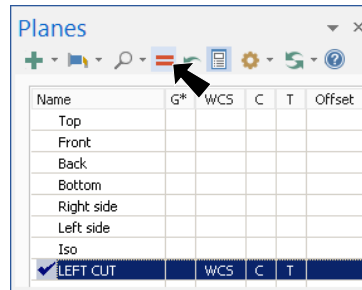 Planes
Name G* WCS C T Offset
Top
Front
Back
Bottom
Right side
Left side
Iso
LEFT CUT WCS C T